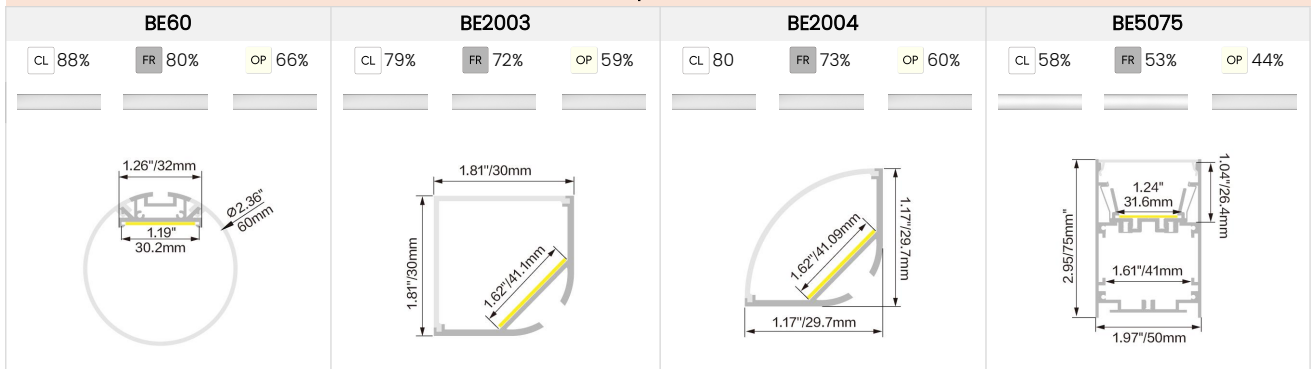 BE60
BE2003
BE2004
BE5075
CL 88% FR 80% OP 66%
CL 79% FR 72% OP 59%
CL 80 FR 73% OP 60%
CL 58% FR 53% OP 44%
1.26"/32mm
⌀2.36"
60mm
1.19"
30.2mm
1.81"/30mm
1.81"/30mm
1.62"/41.1mm
1.62"/41.09mm
1.17"/29.7mm
1.17"/29.7mm
1.04"/26.4mm
1.24"
31.6mm
2.95/75mm"
1.61"/41mm
1.97"/50mm